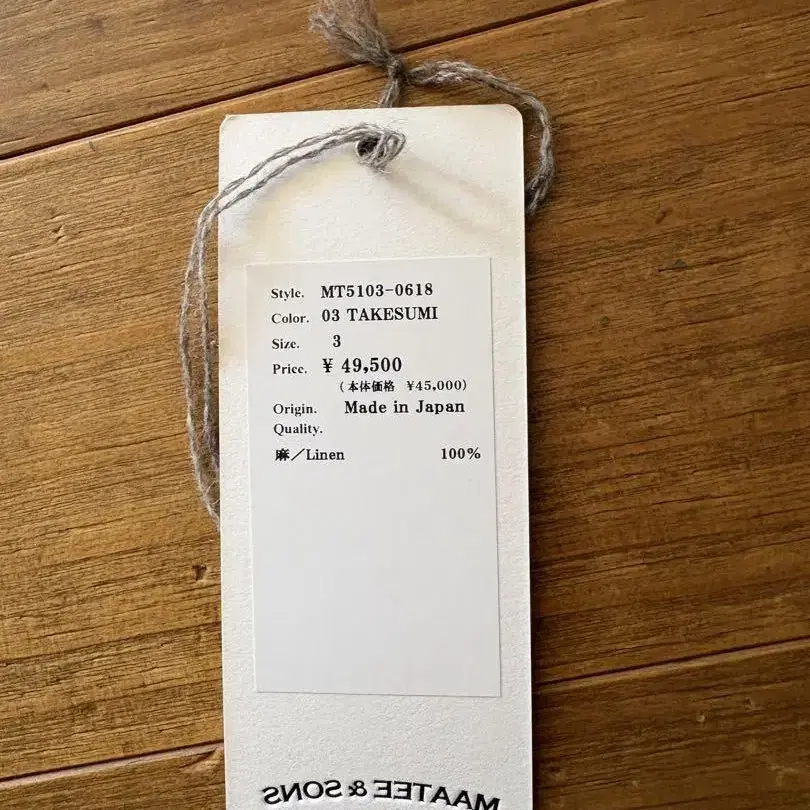 Style. MT5103-0618
Color. 03 TAKESUMI
Size. 3
Price. ¥ 49,500
(本体価格 ¥45,000)
Origin. Made in Japan
Quality.
麻／Linen 100%
MAATEE & SONS